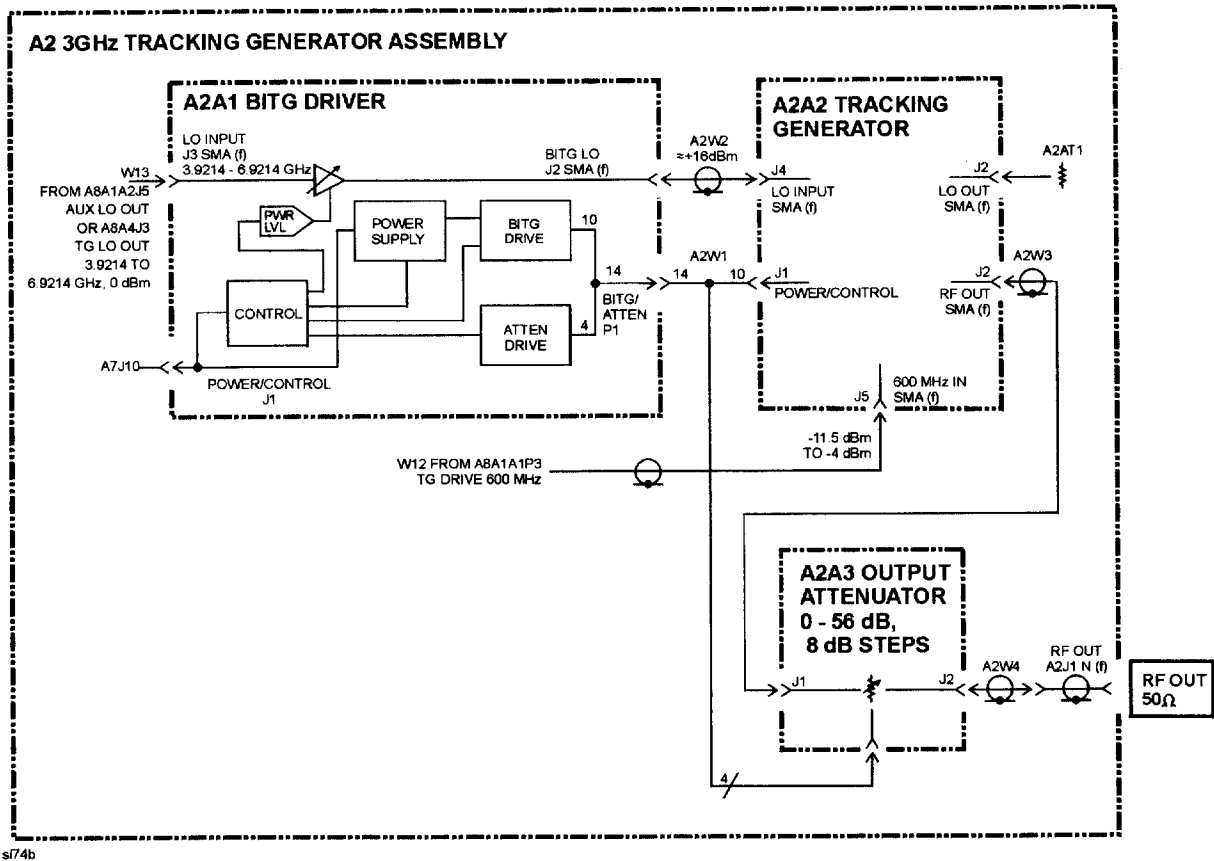 A2 3GHz TRACKING GENERATOR ASSEMBLY
A2A1 BITG DRIVER
LO INPUT
J3 SMA (f)
3.9214 - 6.9214 GHz
W13
FROM A8A1A2J5
AUX LO OUT
OR A8A4J3
TG LO OUT
3.9214 TO
6.9214 GHz, 0 dBm
BITG LO
J2 SMA (f)
PWR
LVL
POWER
SUPPLY
BITG
DRIVE
10
CONTROL
ATTEN
DRIVE
4
14
BITG/
ATTEN
P1
A7J10
POWER/CONTROL
J1
A2W2
≈+16dBm
A2W1
14
10
A2A2 TRACKING
GENERATOR
J4
LO INPUT
SMA (f)
J2
LO OUT
SMA (f)
A2AT1
J1
POWER/CONTROL
J2
RF OUT
SMA (f)
A2W3
J5
600 MHz IN
SMA (f)
-11.5 dBm
TO -4 dBm
W12 FROM A8A1A1P3
TG DRIVE 600 MHz
A2A3 OUTPUT
ATTENUATOR
0 - 56 dB,
8 dB STEPS
J1
J2
A2W4
RF OUT
A2J1 N (f)
RF OUT
50Ω
4
sl74b